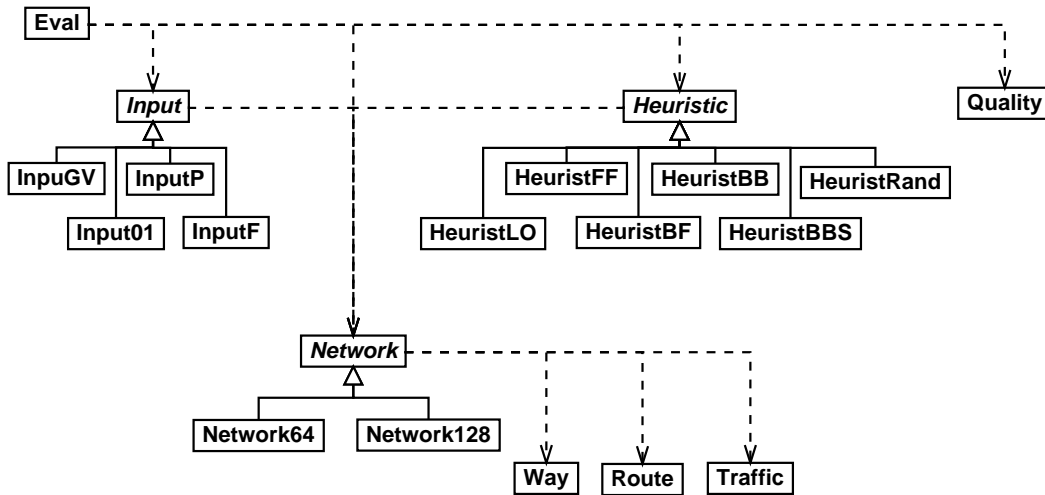 Eval
Input
Heuristic
Quality
InpuGV
InputP
HeuristFF
HeuristBB
HeuristRand
Input01
InputF
HeuristLO
HeuristBF
HeuristBBS
Network
Network64
Network128
Way
Route
Traffic